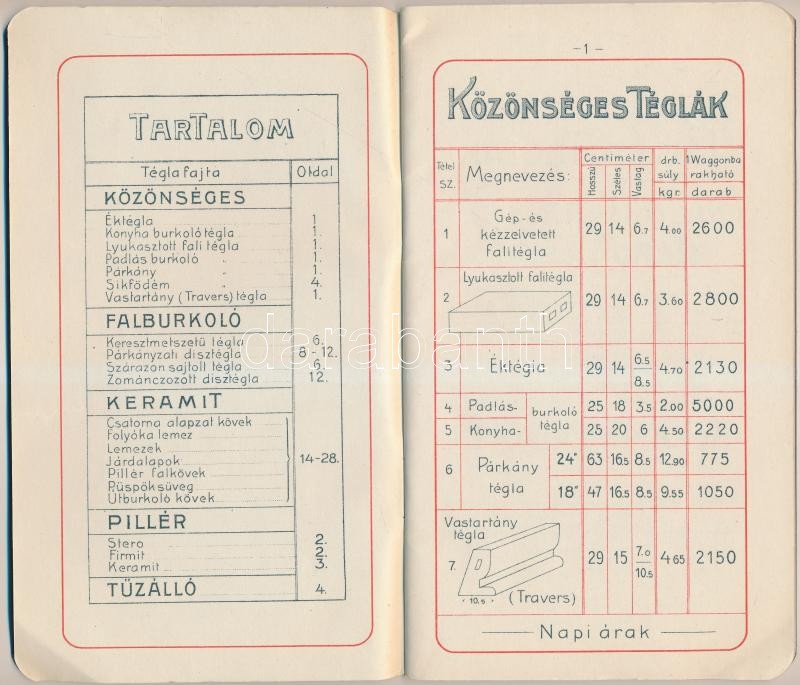 TARTALOM
Téglafajta Oldal
KÖZÖNSÉGES
Éktégla 1.
Konyha burkoló tégla 1.
Lyukasztott fali tégla 1.
Padlás burkoló „ 1.
Párkány „ 1.
Sikfödém „ 4.
Vastartány (Travers) tégla 1.
FALBURKOLÓ
Keresztmetszetü tégla 6.
Párkányzati disztégla 8-12.
Szárazon sajtolt tégla 6.
Zománczozott disztégla 12.
KERAMIT
Csatorna alapzat kövek
Folyóka lemez
Lemezek
Járdalapok 14-28.
Pillér falkövek
Püspöksüveg
Utburkoló kövek
PILLÉR
Stero 2.
Firmit 2.
Keramit 3.
TŰZÁLLÓ 4.
-1-
KÖZÖNSÉGES TÉGLÁK
Tétel SZ. Megnevezés: Centiméter drb. súly 1 Waggonba rakható
Hosszú Széles Vastag kgr. darab
1 Gép- és kézzelvetett falitégla 29 14 6.7 4.00 2600
2 Lyukasztott falitégla 29 14 6.7 3.60 2800
3 Éktégla 29 14 6.5 8.5 4.70 2130
4 Padlás- burkoló tégla 25 18 3.5 2.00 5000
5 Konyha- 25 20 6 4.50 2220
6 Párkány tégla 24" 63 16.5 8.5 12.90 775
18" 47 16.5 8.5 9.55 1050
Vastartány tégla
7. 29 15 7.0 10.5 4.65 2150
10.5 (Travers)
Napi árak
darabanth